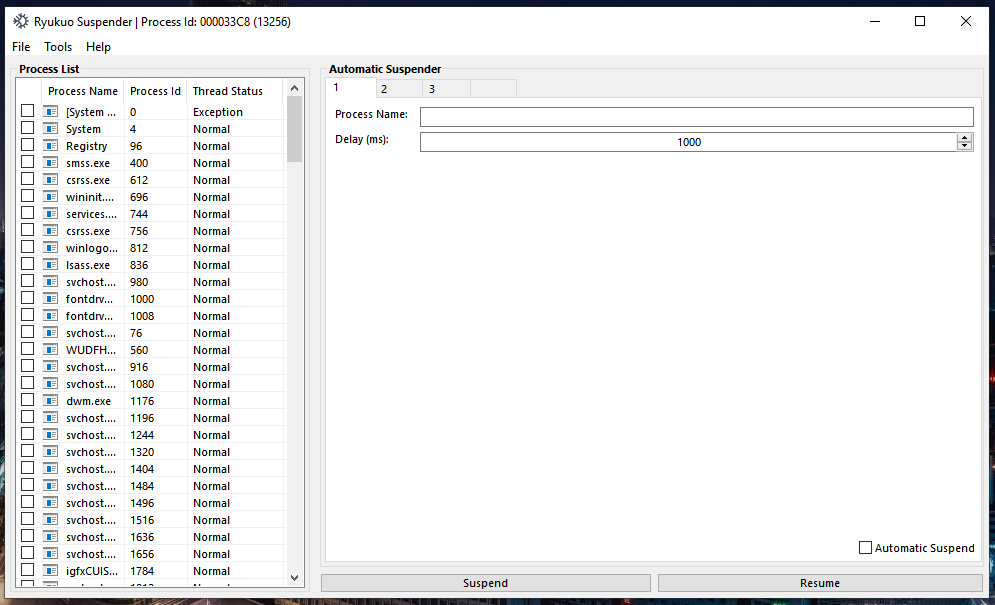 Ryukuo Suspender | Process Id: 000033C8 (13256)
File Tools Help
Process List
Process Name Process Id Thread Status
[System ... 0 Exception
System 4 Normal
Registry 96 Normal
smss.exe 400 Normal
csrss.exe 612 Normal
wininit.... 696 Normal
services.... 744 Normal
csrss.exe 756 Normal
winlogo... 812 Normal
lsass.exe 836 Normal
svchost.... 980 Normal
fontdrv... 1000 Normal
fontdrv... 1008 Normal
svchost.... 76 Normal
WUDFH... 560 Normal
svchost.... 916 Normal
svchost.... 1080 Normal
dwm.exe 1176 Normal
svchost.... 1196 Normal
svchost.... 1244 Normal
svchost.... 1320 Normal
svchost.... 1404 Normal
svchost.... 1484 Normal
svchost.... 1496 Normal
svchost.... 1516 Normal
svchost.... 1636 Normal
svchost.... 1656 Normal
igfxCUIS... 1784 Normal
Automatic Suspender
1 2 3
Process Name:
Delay (ms): 1000
Automatic Suspend
Suspend Resume